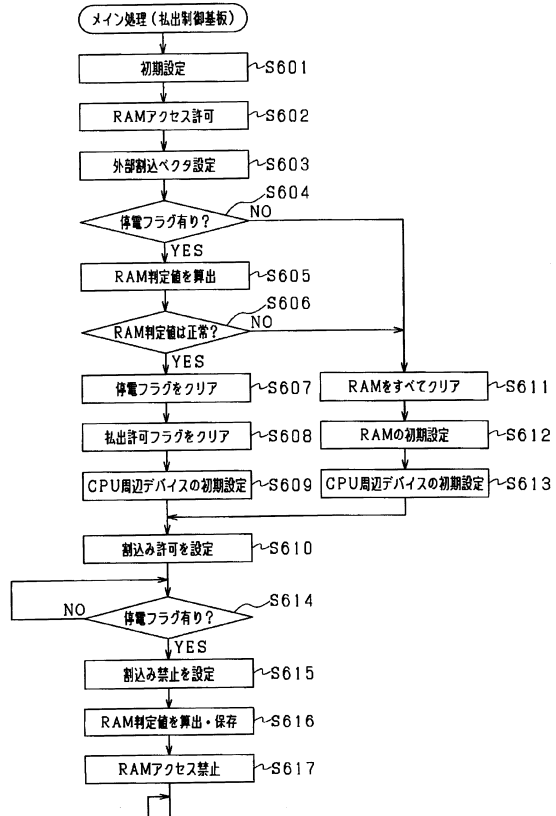 メイン処理(払出制御基板)
初期設定
S601
RAMアクセス許可
S602
外部割込ベクタ設定
S603
S604
停電フラグ有り?
NO
YES
RAM判定値を算出
S605
S606
RAM判定値は正常?
NO
YES
停電フラグをクリア
S607
RAMをすべてクリア
S611
払出許可フラグをクリア
S608
RAMの初期設定
S612
CPU周辺デバイスの初期設定
S609
CPU周辺デバイスの初期設定
S613
割込み許可を設定
S610
S614
NO
停電フラグ有り?
YES
割込み禁止を設定
S615
RAM判定値を算出・保存
S616
RAMアクセス禁止
S617